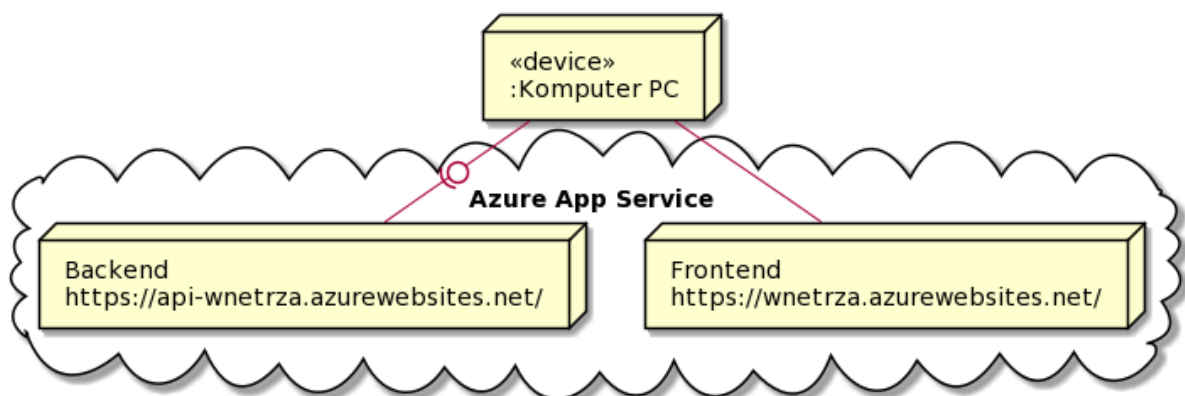 «device»
:Komputer PC
Azure App Service
Backend
https://api-wnetrza.azurewebsites.net/
Frontend
https://wnetrza.azurewebsites.net/